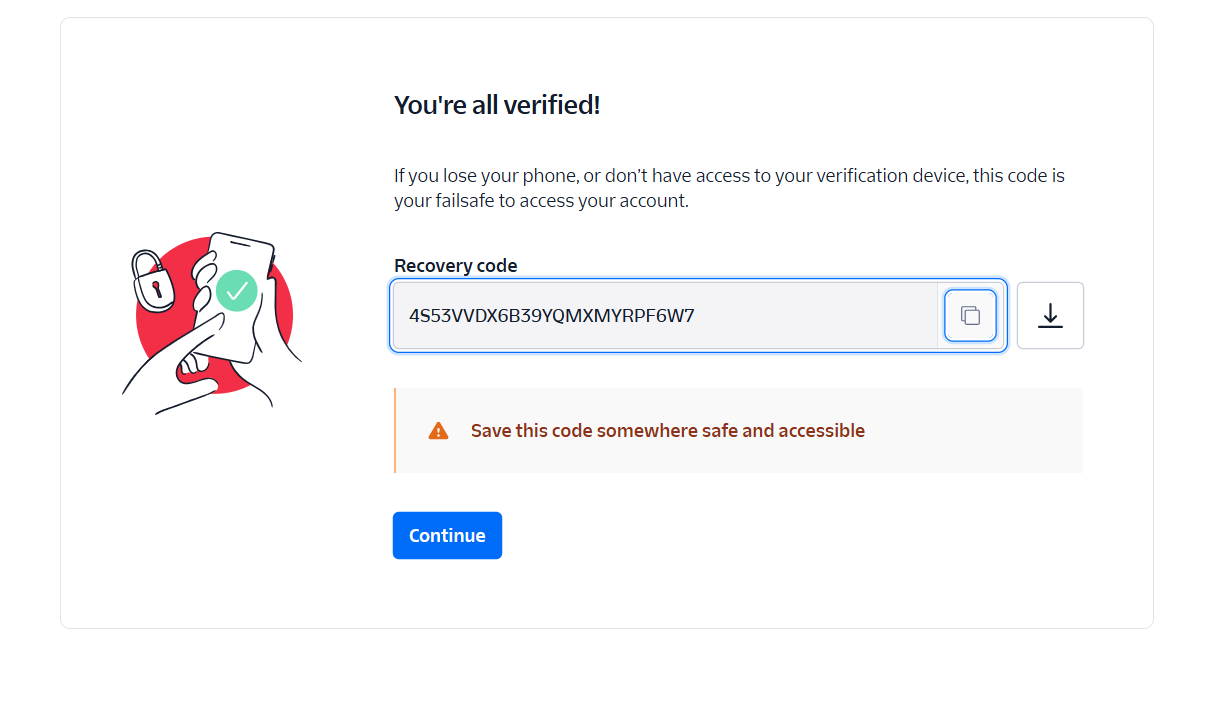 You're all verified!
If you lose your phone, or don't have access to your verification device, this code is
your failsafe to access your account.
Recovery code
4S53VVDX6B39YQMXMYRPF6W7
Save this code somewhere safe and accessible
Continue